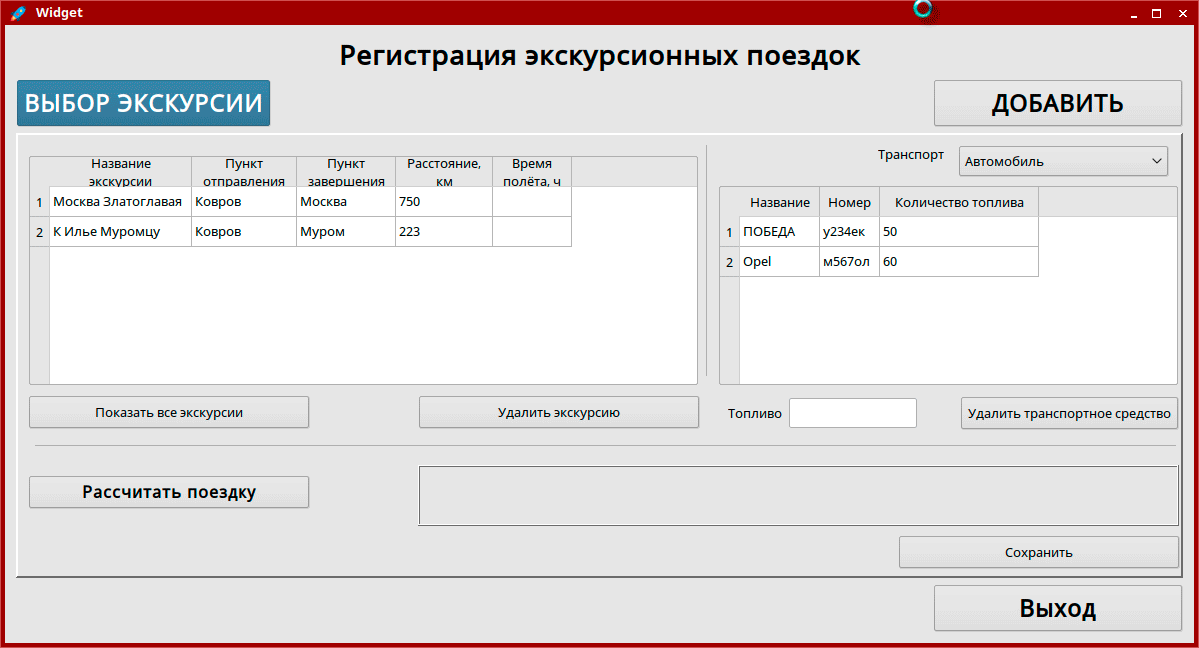 Widget
Регистрация экскурсионных поездок
ВЫБОР ЭКСКУРСИИ
ДОБАВИТЬ
Название экскурсии
Пункт отправления
Пункт завершения
Расстояние, км
Время полёта, ч
1 Москва Златоглавая Ковров Москва 750
2 К Илье Муромцу Ковров Муром 223
Транспорт Автомобиль
Название Номер Количество топлива
1 ПОБЕДА у234ек 50
2 Opel м567ол 60
Показать все экскурсии
Удалить экскурсию
Топливо
Удалить транспортное средство
Рассчитать поездку
Сохранить
Выход